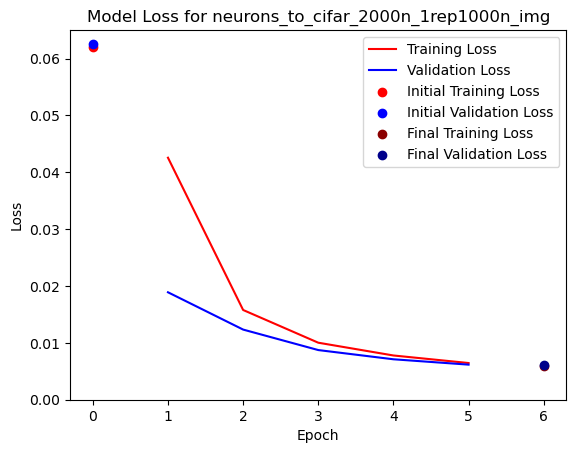 Model Loss for neurons_to_cifar_2000n_1rep1000n_img
0.06
0.05
0.04
0.03
0.02
0.01
0.00
Loss
Training Loss
Validation Loss
Initial Training Loss
Initial Validation Loss
Final Training Loss
Final Validation Loss
0 1 2 3 4 5 6
Epoch